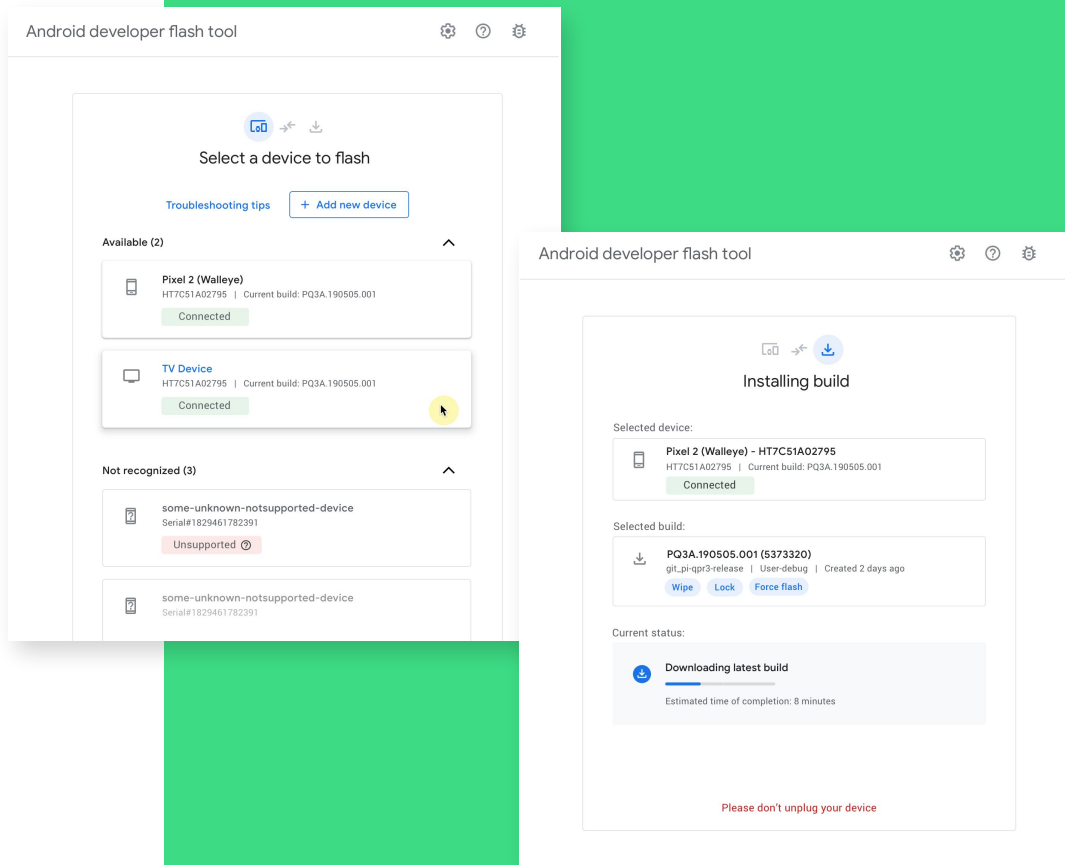 Android developer flash tool
Select a device to flash
Troubleshooting tips
+ Add new device
Available (2)
Pixel 2 (Walleye)
HT7C51A02795 | Current build: PQ3A.190505.001
Connected
TV Device
HT7C51A02795 | Current build: PQ3A.190505.001
Connected
Not recognized (3)
some-unknown-notsupported-device
Serial#1829461782391
Unsupported
some-unknown-notsupported-device
Serial#1829461782391
Android developer flash tool
Installing build
Selected device:
Pixel 2 (Walleye) - HT7C51A02795
HT7C51A02795 | Current build: PQ3A.190505.001
Connected
Selected build:
PQ3A.190505.001 (5373320)
git_pi-qpr3-release | User-debug | Created 2 days ago
Wipe Lock Force flash
Current status:
Downloading latest build
Estimated time of completion: 8 minutes
Please don't unplug your device